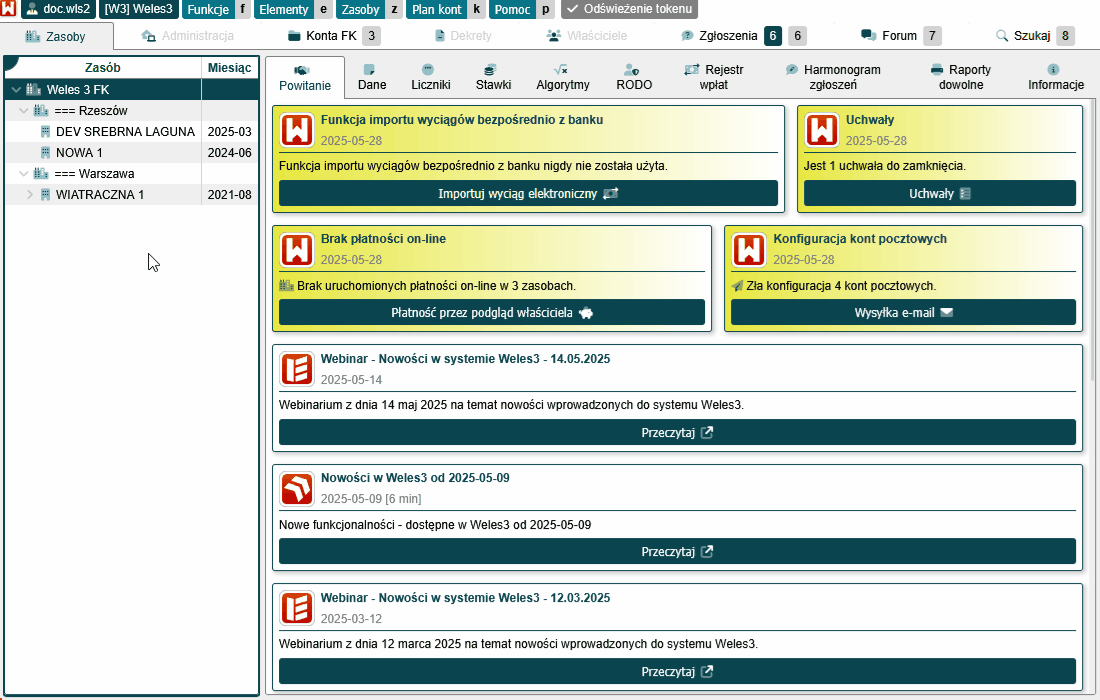 doc.wls2 [W3] Weles3 Funkcje f Elementy e Zasoby z Plan kont k Pomoc p Odświeżenie tokenu
Zasoby Administracja Konta FK 3 Dekrety Właściciele Zgłoszenia 6 6 Forum 7 Szukaj 8
Zasób Miesiąc
Weles 3 FK
=== Rzeszów
DEV SREBRNA LAGUNA 2025-03
NOWA 1 2024-06
=== Warszawa
WIATRACZNA 1 2021-08
Powitanie Dane Liczniki Stawki Algorytmy RODO Rejestr wpłat Harmonogram zgłoszeń Raporty dowolne Informacje
Funkcja importu wyciągów bezpośrednio z banku
2025-05-28
Funkcja importu wyciągów bezpośrednio z banku nigdy nie została użyta.
Importuj wyciąg elektroniczny
Uchwały
2025-05-28
Jest 1 uchwała do zamknięcia.
Uchwały
Brak płatności on-line
2025-05-28
Brak uruchomionych płatności on-line w 3 zasobach.
Płatność przez podgląd właściciela
Konfiguracja kont pocztowych
2025-05-28
Zła konfiguracja 4 kont pocztowych.
Wysyłka e-mail
Webinar - Nowości w systemie Weles3 - 14.05.2025
2025-05-14
Webinarium z dnia 14 maj 2025 na temat nowości wprowadzonych do systemu Weles3.
Przeczytaj
Nowości w Weles3 od 2025-05-09
2025-05-09 [6 min]
Nowe funkcjonalności - dostępne w Weles3 od 2025-05-09
Przeczytaj
Webinar - Nowości w systemie Weles3 - 12.03.2025
2025-03-12
Webinarium z dnia 12 marca 2025 na temat nowości wprowadzonych do systemu Weles3.
Przeczytaj